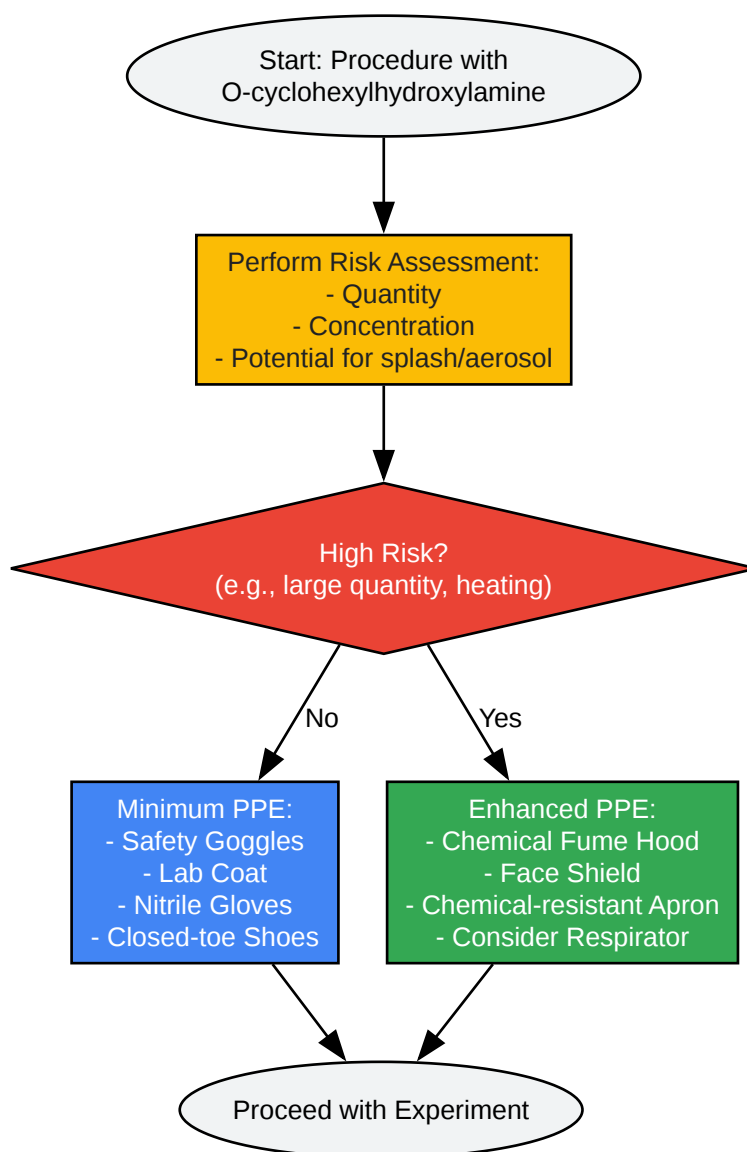 Start: Procedure with
O-cyclohexylhydroxylamine
Perform Risk Assessment:
- Quantity
- Concentration
- Potential for splash/aerosol
High Risk?
(e.g., large quantity, heating)
No
Yes
Minimum PPE:
- Safety Goggles
- Lab Coat
- Nitrile Gloves
- Closed-toe Shoes
Enhanced PPE:
- Chemical Fume Hood
- Face Shield
- Chemical-resistant Apron
- Consider Respirator
Proceed with Experiment